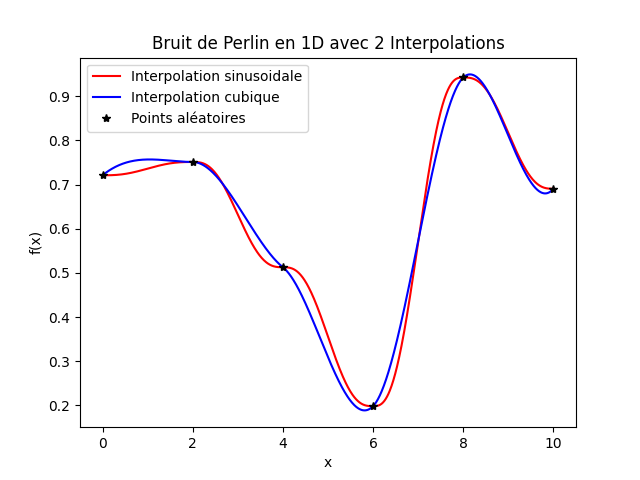 Bruit de Perlin en 1D avec 2 Interpolations
Interpolation sinusoidale
Interpolation cubique
Points aléatoires
0.9
0.8
0.7
0.6
0.5
0.4
0.3
0.2
f(x)
0 2 4 6 8 10
x